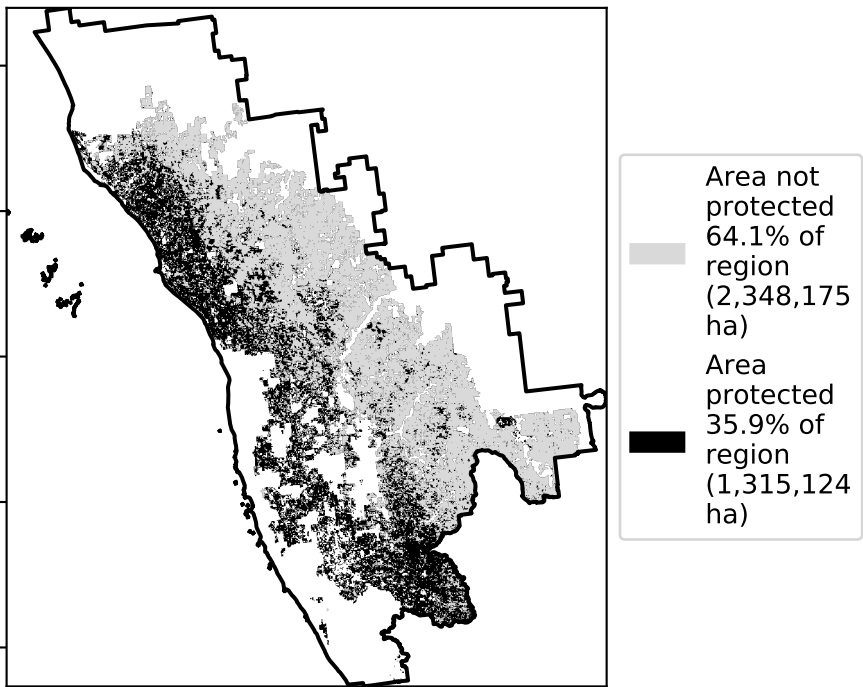 Area not
protected
64.1% of
region
(2,348,175
ha)
Area
protected
35.9% of
region
(1,315,124
ha)